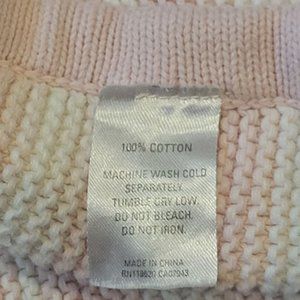 100% COTTON
MACHINE WASH COLD
SEPARATELY.
TUMBLE DRY LOW.
DO NOT BLEACH.
DO NOT IRON.
MADE IN CHINA